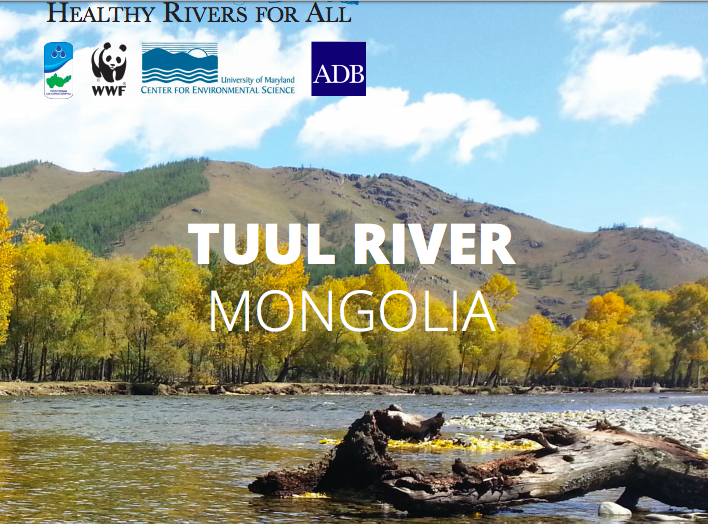 Healthy Rivers for All
WWF
University of Maryland
Center for Environmental Science
ADB
TUUL RIVER
MONGOLIA